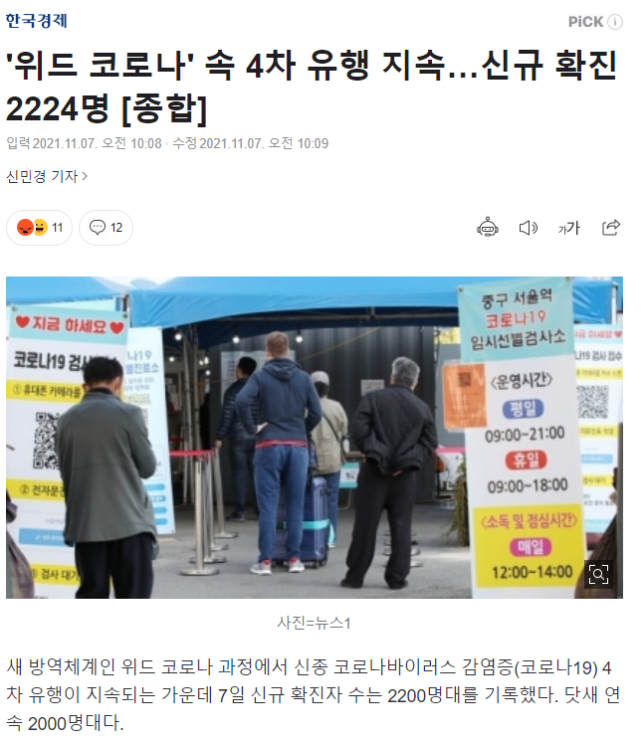 한국경제
PiCK
'위드 코로나' 속 4차 유행 지속…신규 확진
2224명 [종합]
입력 2021.11.07. 오전 10:08 · 수정 2021.11.07. 오전 10:09
신민경 기자
11
12
가가
지금 하세요
코로나19 검사
① 휴대폰 카메라를
② 전자문진
검사 대기
중구 서울역
코로나19
임시선별검사소
<운영시간>
평일
09:00~21:00
휴일
09:00~18:00
<소독 및 점심시간>
매일
12:00~14:00
사진=뉴스1
새 방역체계인 위드 코로나 과정에서 신종 코로나바이러스 감염증(코로나19) 4
차 유행이 지속되는 가운데 7일 신규 확진자 수는 2200명대를 기록했다. 닷새 연
속 2000명대다.